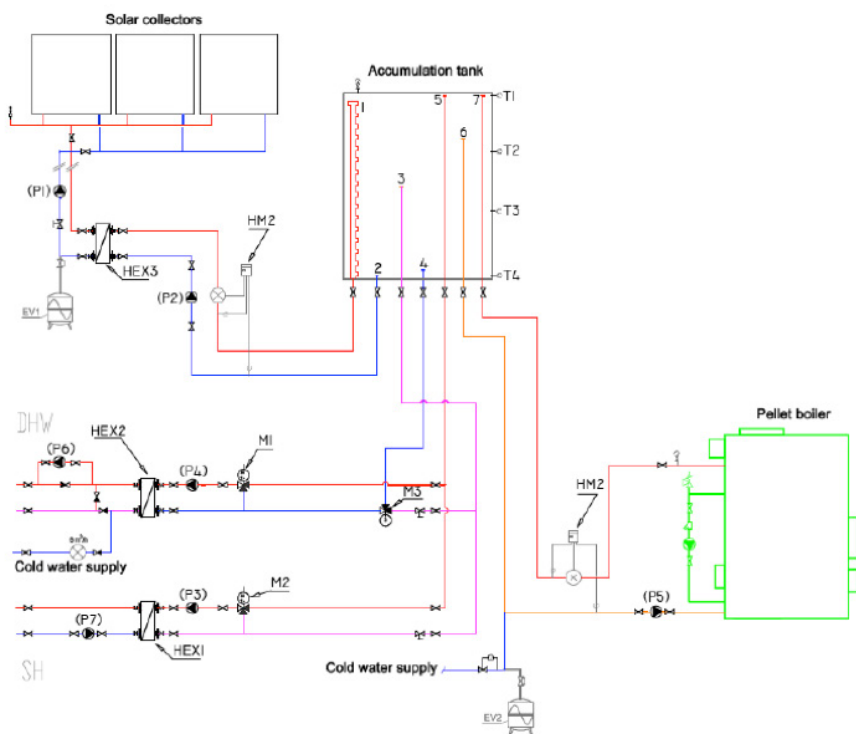 Solar collectors
Accumulation tank
1
5
7
T1
6
T2
3
T3
(P1)
HM2
2
4
T4
HEX3
(P2)
EV1
DHW
HEX2
M1
Pellet boiler
(P6)
(P4)
M3
HM2
Cold water supply
(P3)
M2
(P5)
(P7)
HEX1
SH
Cold water supply
EV2